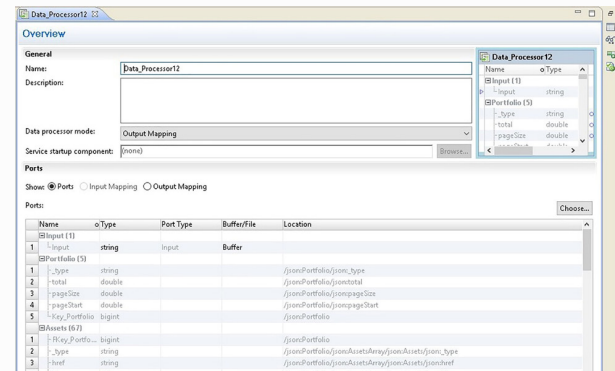 Data_Processor12
Overview
General
Name: Data_Processor12
Description:
Data processor mode: Output Mapping
Service startup component: (none) Browse...
Data_Processor12
Name Type
Input (1)
Input string
Portfolio (5)
_type string
total double
pageSize double
Ports
Show: Ports Input Mapping Output Mapping
Ports:
Choose...
Name Type Port Type Buffer/File Location
Input (1)
1 Input string Input Buffer
Portfolio (5)
1 _type string /json:Portfolio/json:_type
2 total double /json:Portfolio/json:total
3 pageSize double /json:Portfolio/json:pageSize
4 pageStart double /json:Portfolio/json:pageStart
5 Key_Portfolio bigint /json:Portfolio
Assets (67)
1 FKey_Portfo... bigint /json:Portfolio
2 _type string /json:Portfolio/json:AssetsArray/json:Assets/json:_type
3 href string /json:Portfolio/json:AssetsArray/json:Assets/json:href